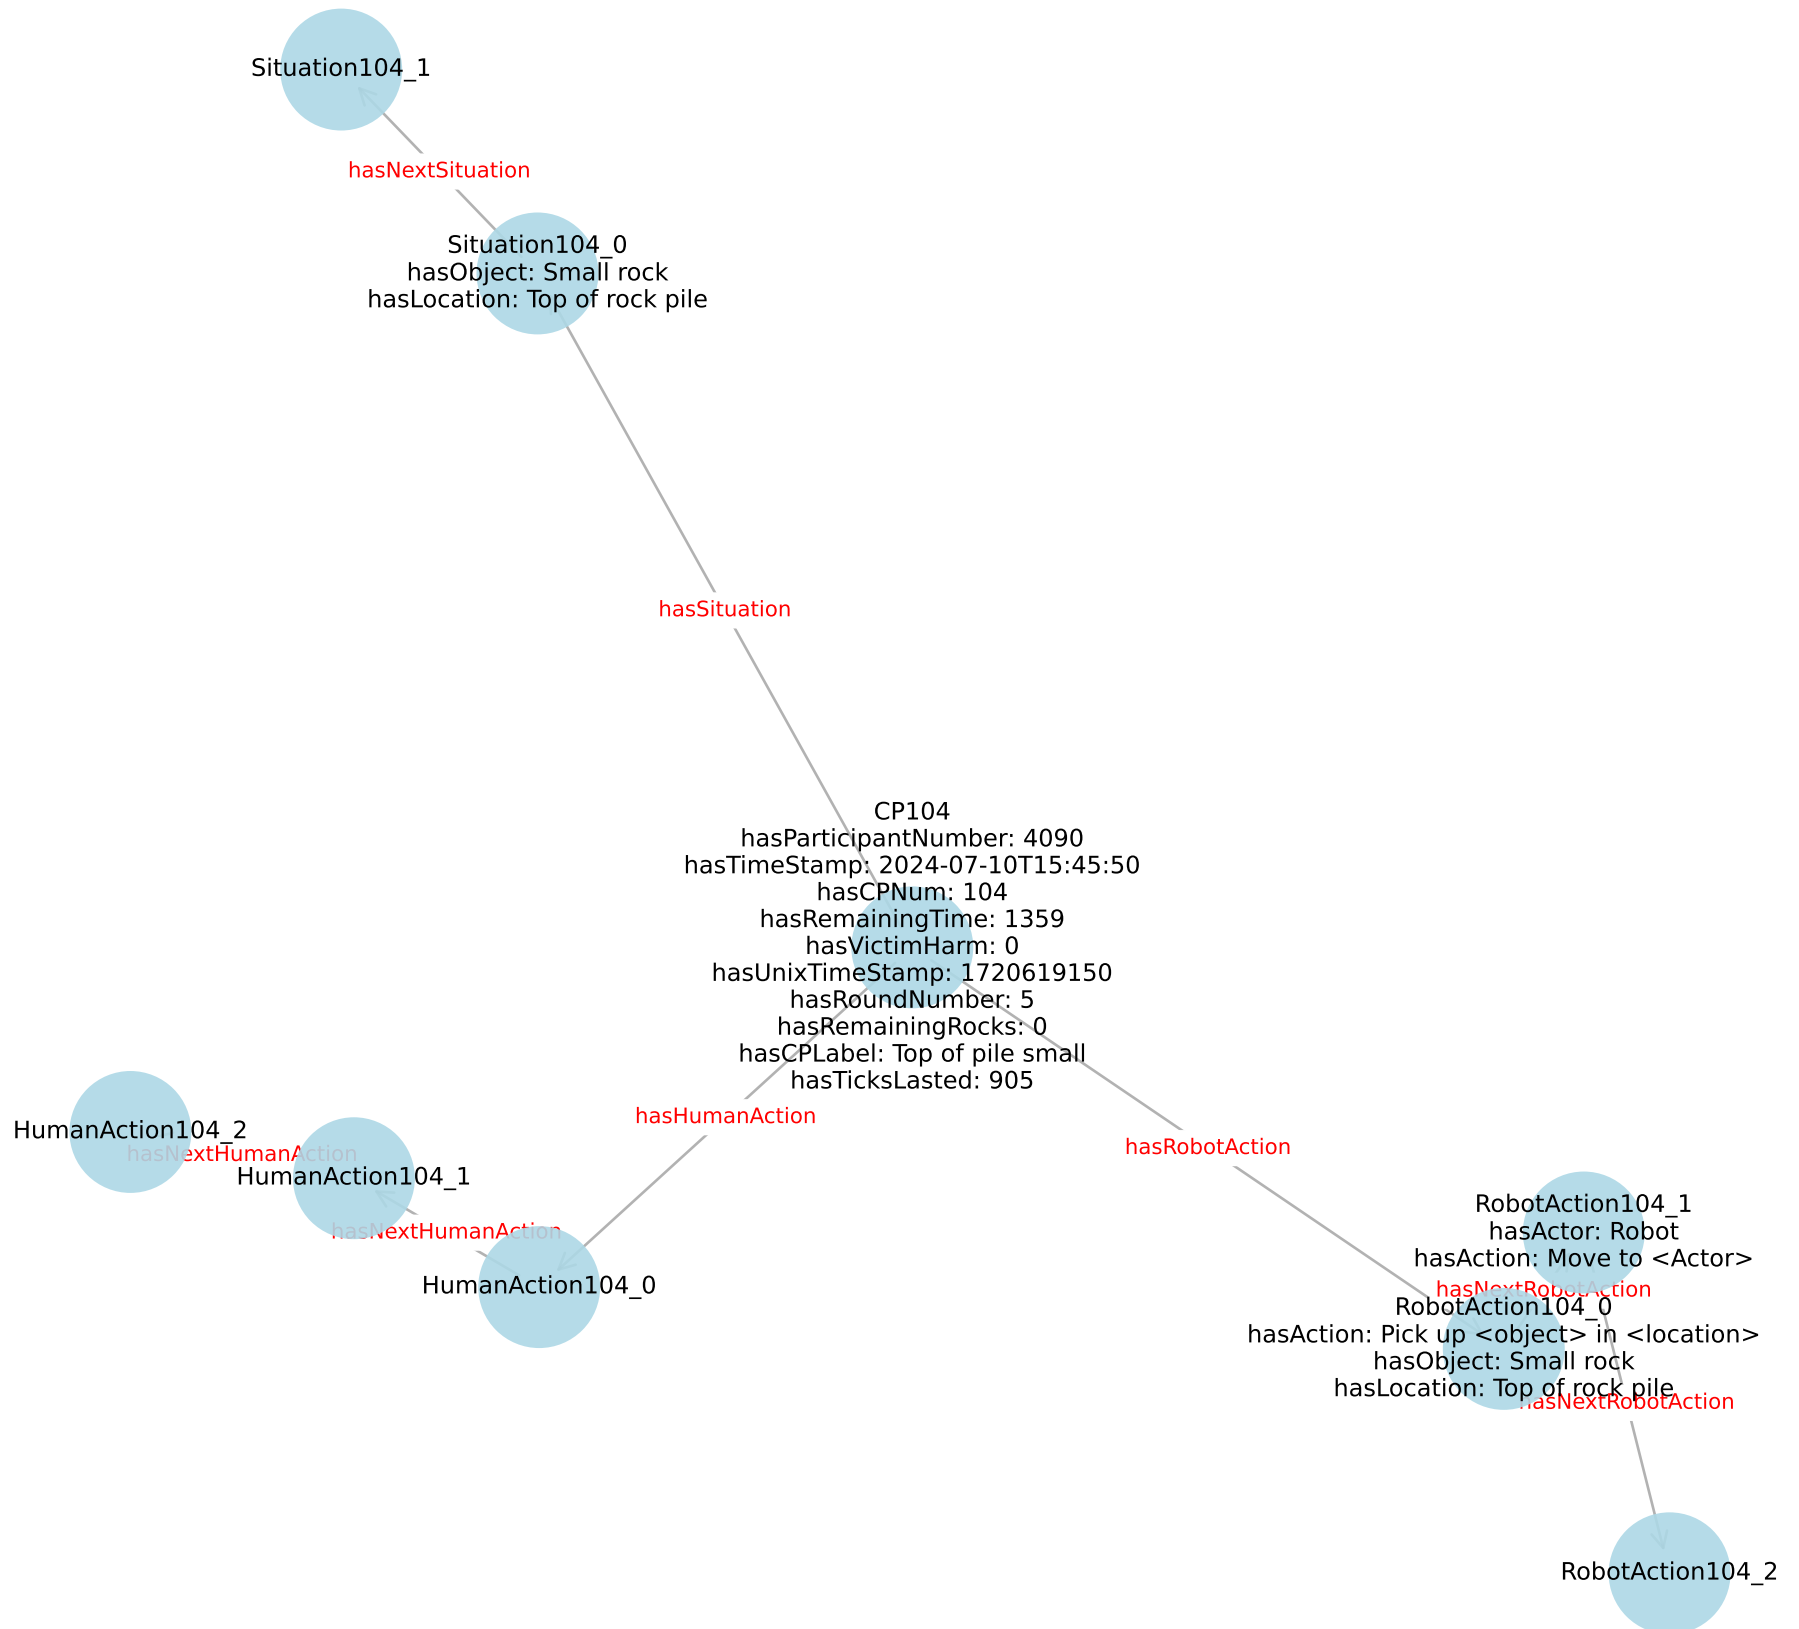 Situation104_1
hasNextSituation
Situation104_0
hasObject: Small rock
hasLocation: Top of rock pile
hasSituation
CP104
hasParticipantNumber: 4090
hasTimeStamp: 2024-07-10T15:45:50
hasCPNum: 104
hasRemainingTime: 1359
hasVictimHarm: 0
hasUnixTimeStamp: 1720619150
hasRoundNumber: 5
hasRemainingRocks: 0
hasCPLabel: Top of pile small
hasTicksLasted: 905
hasHumanAction
HumanAction104_2
hasNextHumanAction
HumanAction104_1
hasNextHumanAction
HumanAction104_0
hasRobotAction
RobotAction104_1
hasActor: Robot
hasAction: Move to <Actor>
hasNextRobotAction
RobotAction104_0
hasAction: Pick up <object> in <location>
hasObject: Small rock
hasLocation: Top of rock pile
hasNextRobotAction
RobotAction104_2